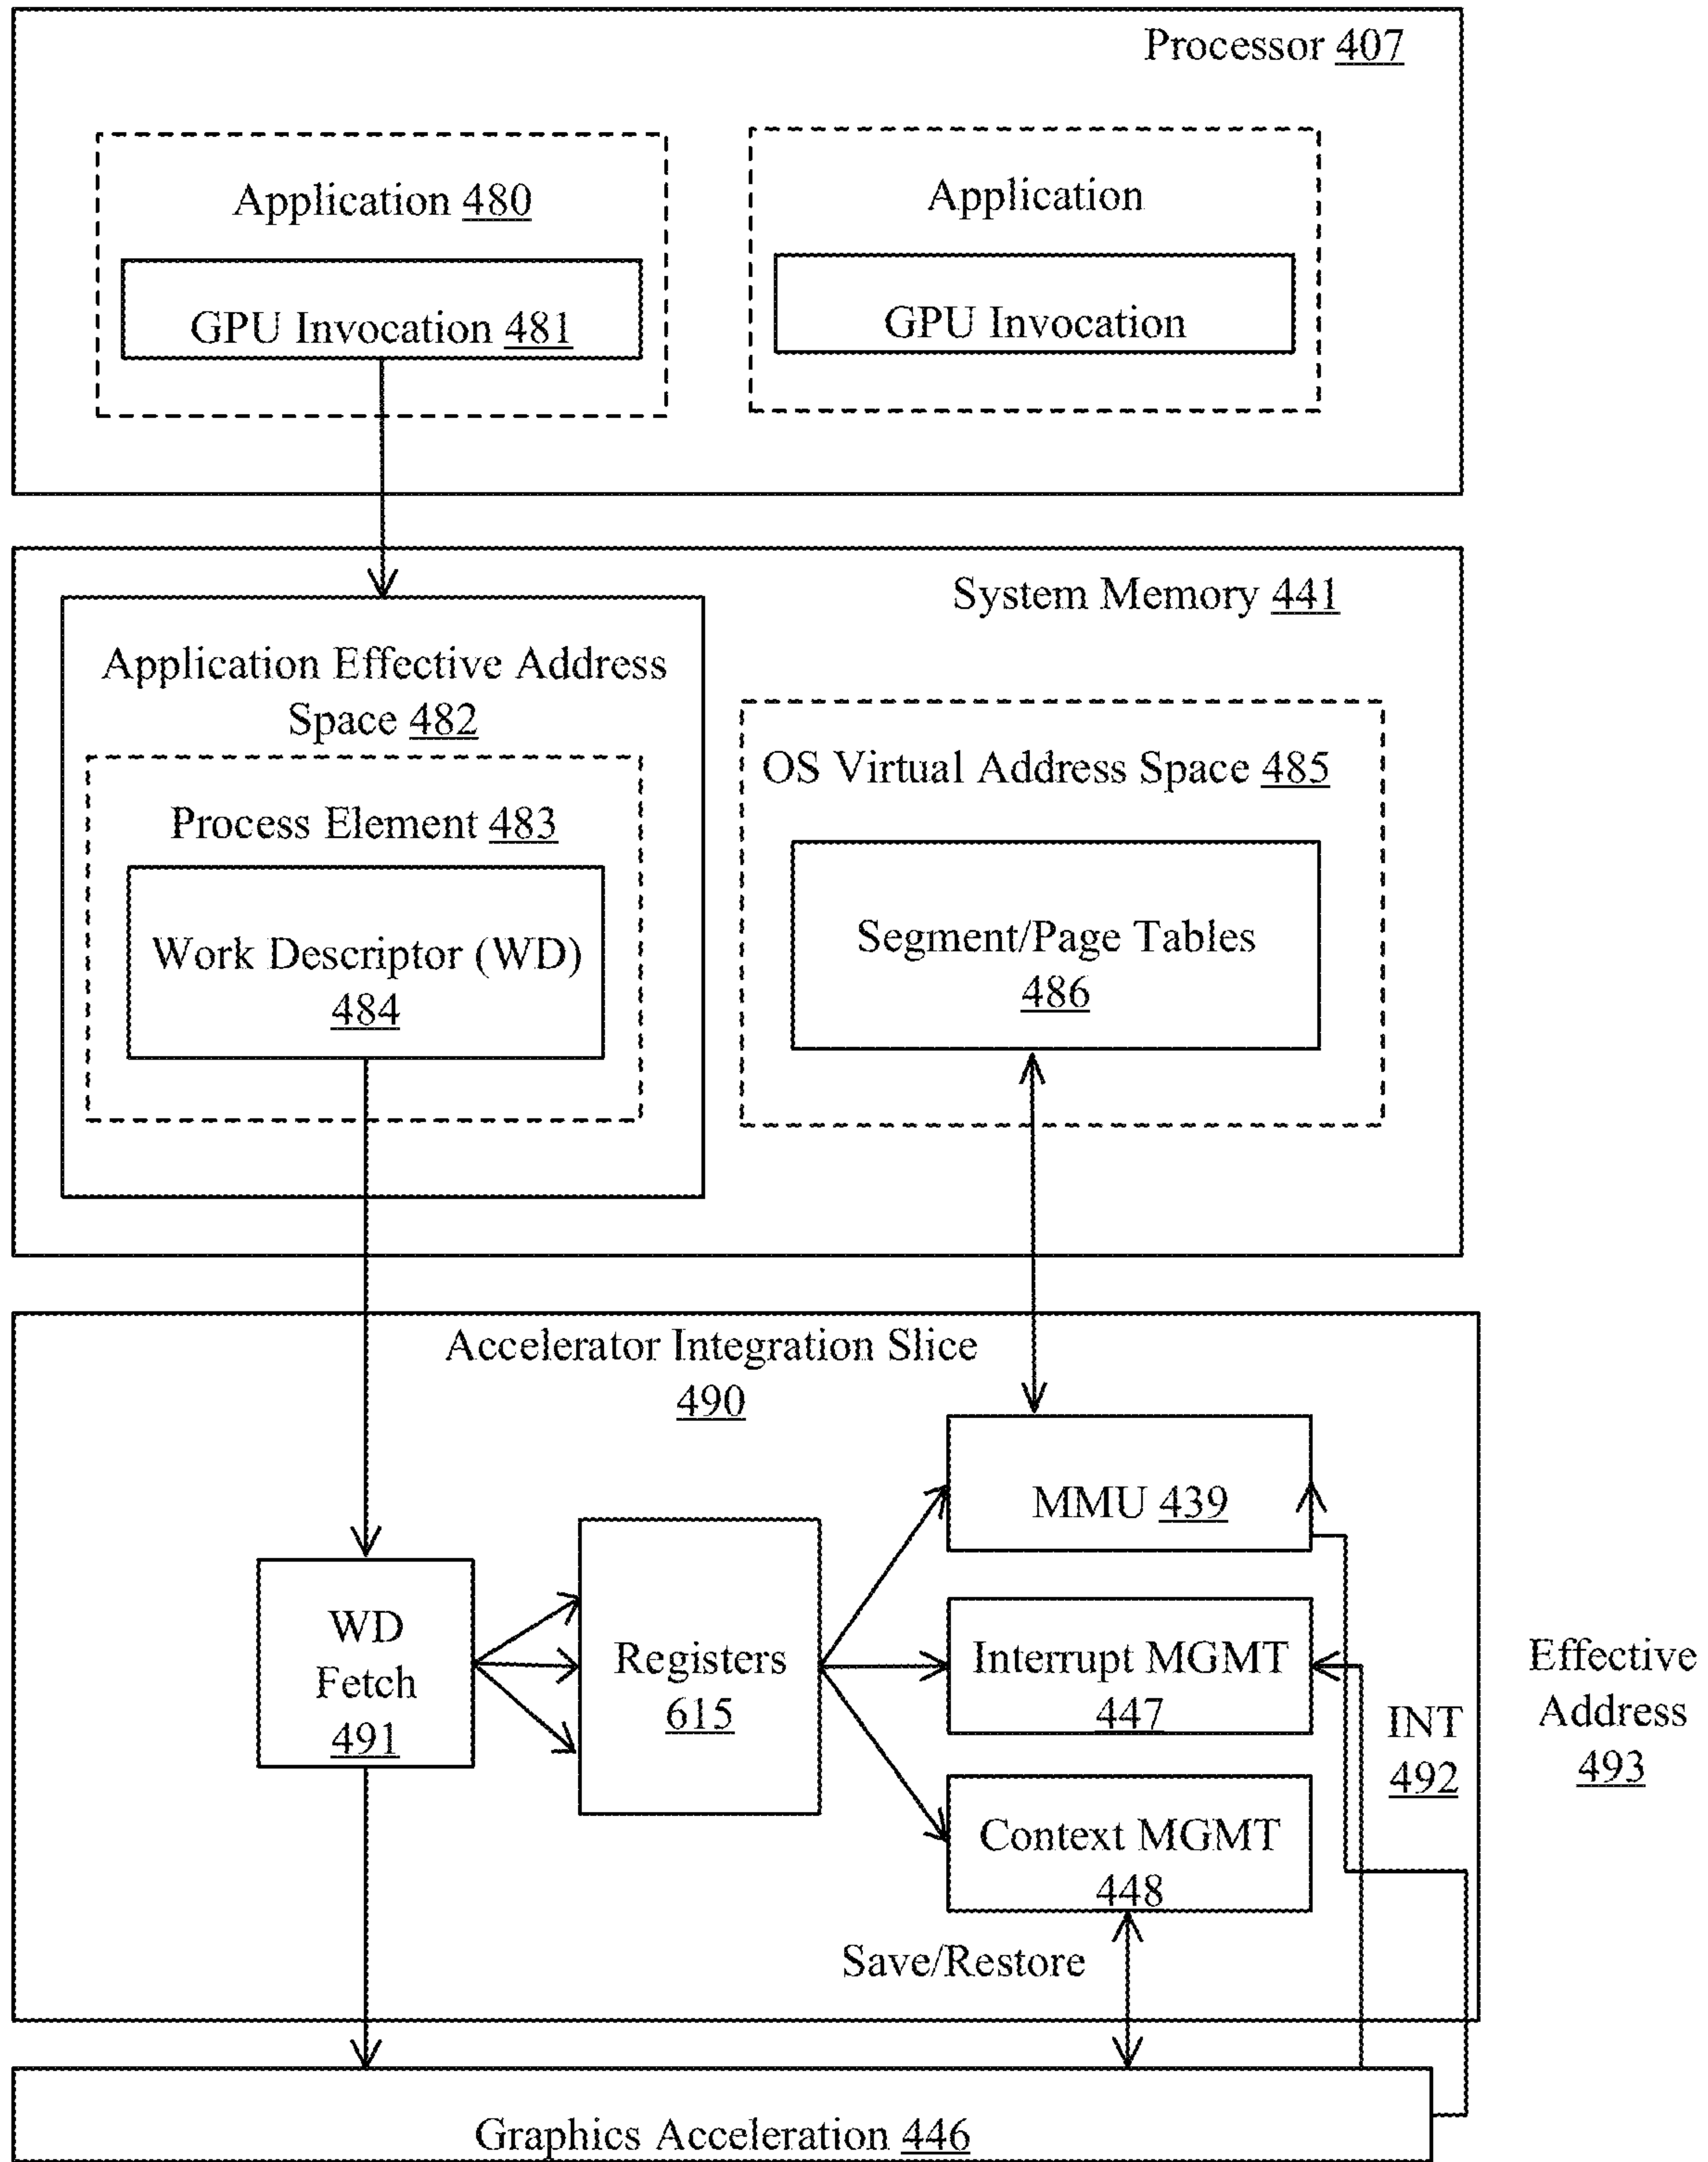 Processor 407
Application 480
Application
GPU Invocation 481
GPU Invocation
System Memory 441
Application Effective Address
Space 482
OS Virtual Address Space 485
Process Element 483
Work Descriptor (WD)
484
Segment/Page Tables
486
Accelerator Integration Slice
490
MMU 439
WD
Fetch
491
Registers
615
Interrupt MGMT
447
INT
492
Effective
Address
493
Context MGMT
448
Save/Restore
Graphics Acceleration 446